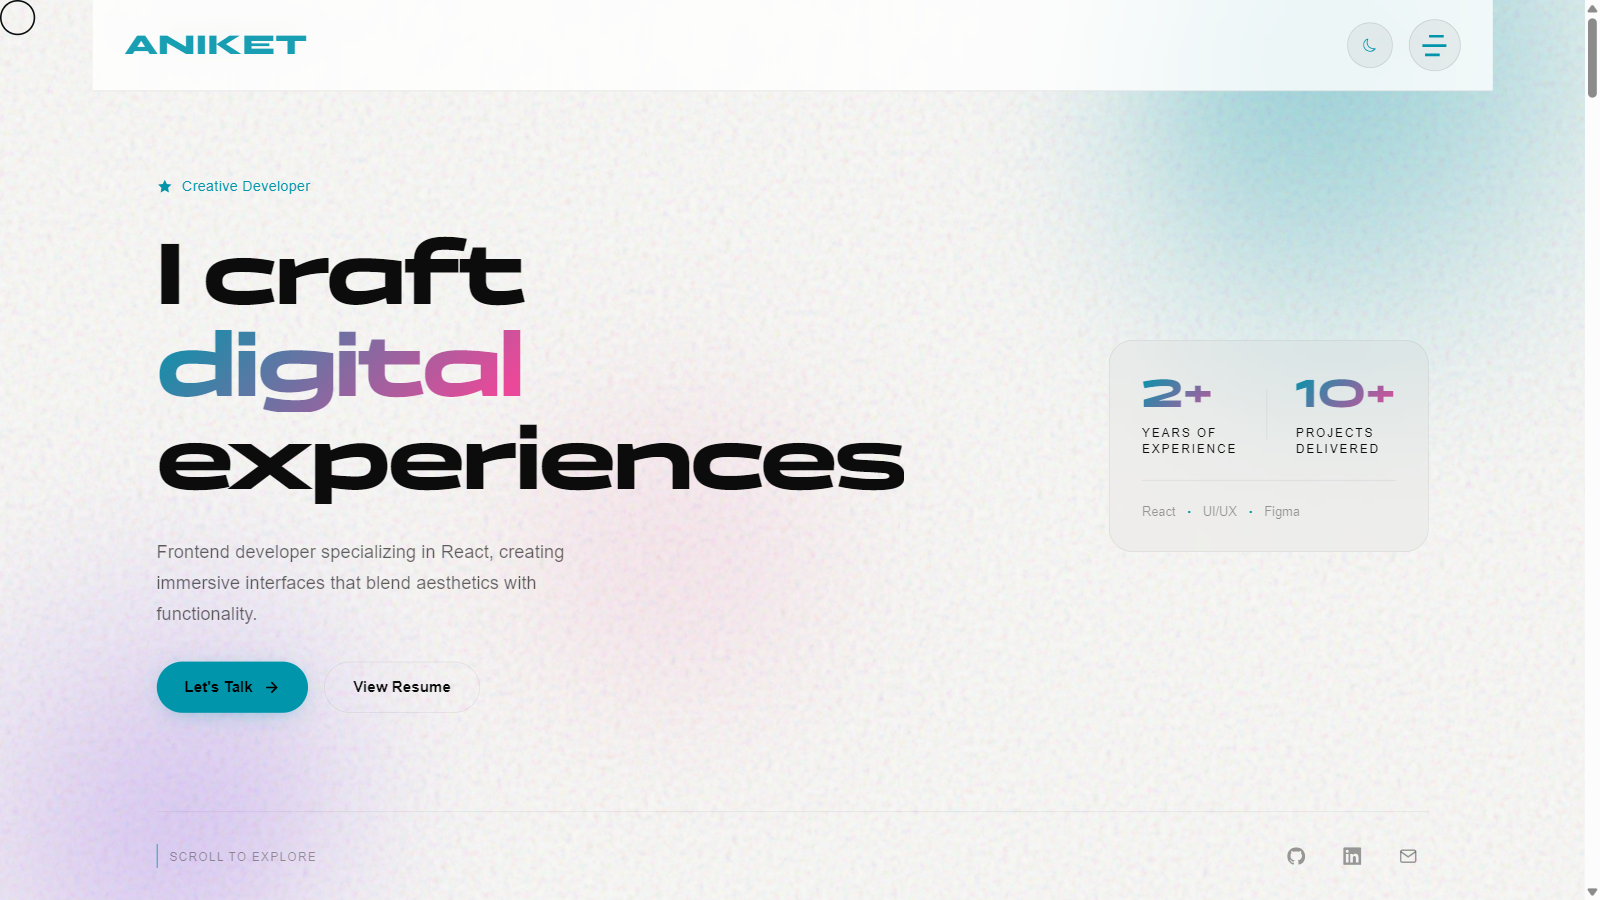 ANIKET
Creative Developer
I craft
digital
experiences
Frontend developer specializing in React, creating
immersive interfaces that blend aesthetics with
functionality.
Let's Talk
View Resume
2+
YEARS OF
EXPERIENCE
10+
PROJECTS
DELIVERED
React • UI/UX • Figma
SCROLL TO EXPLORE